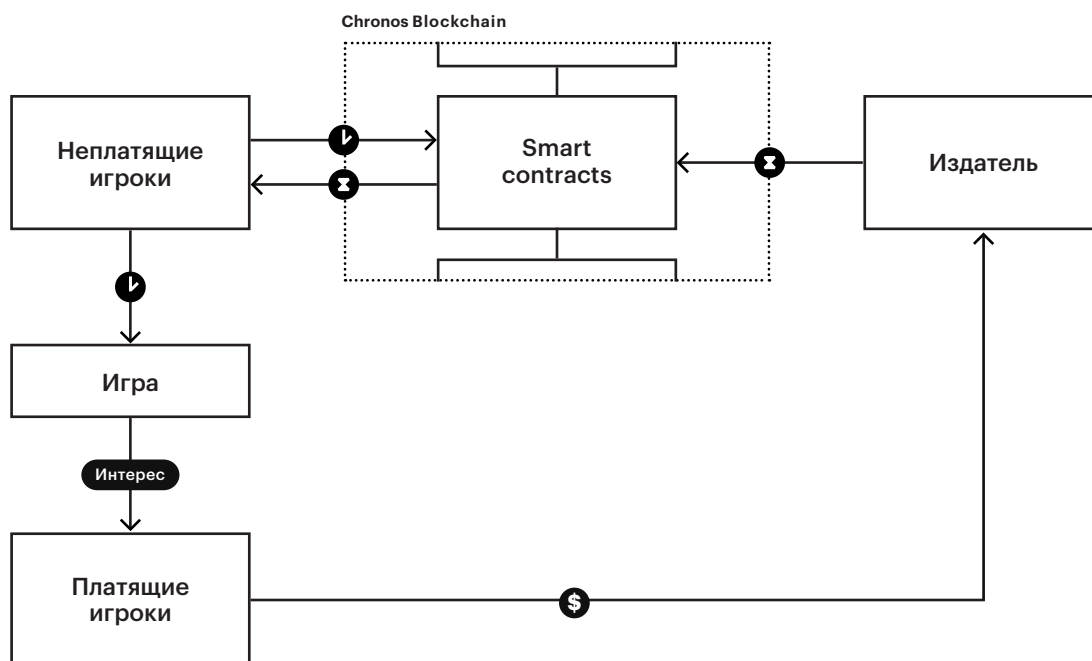 Chronos Blockchain
Неплатящие
игроки
Smart
contracts
Издатель
Игра
Интерес
Платящие
игроки
$